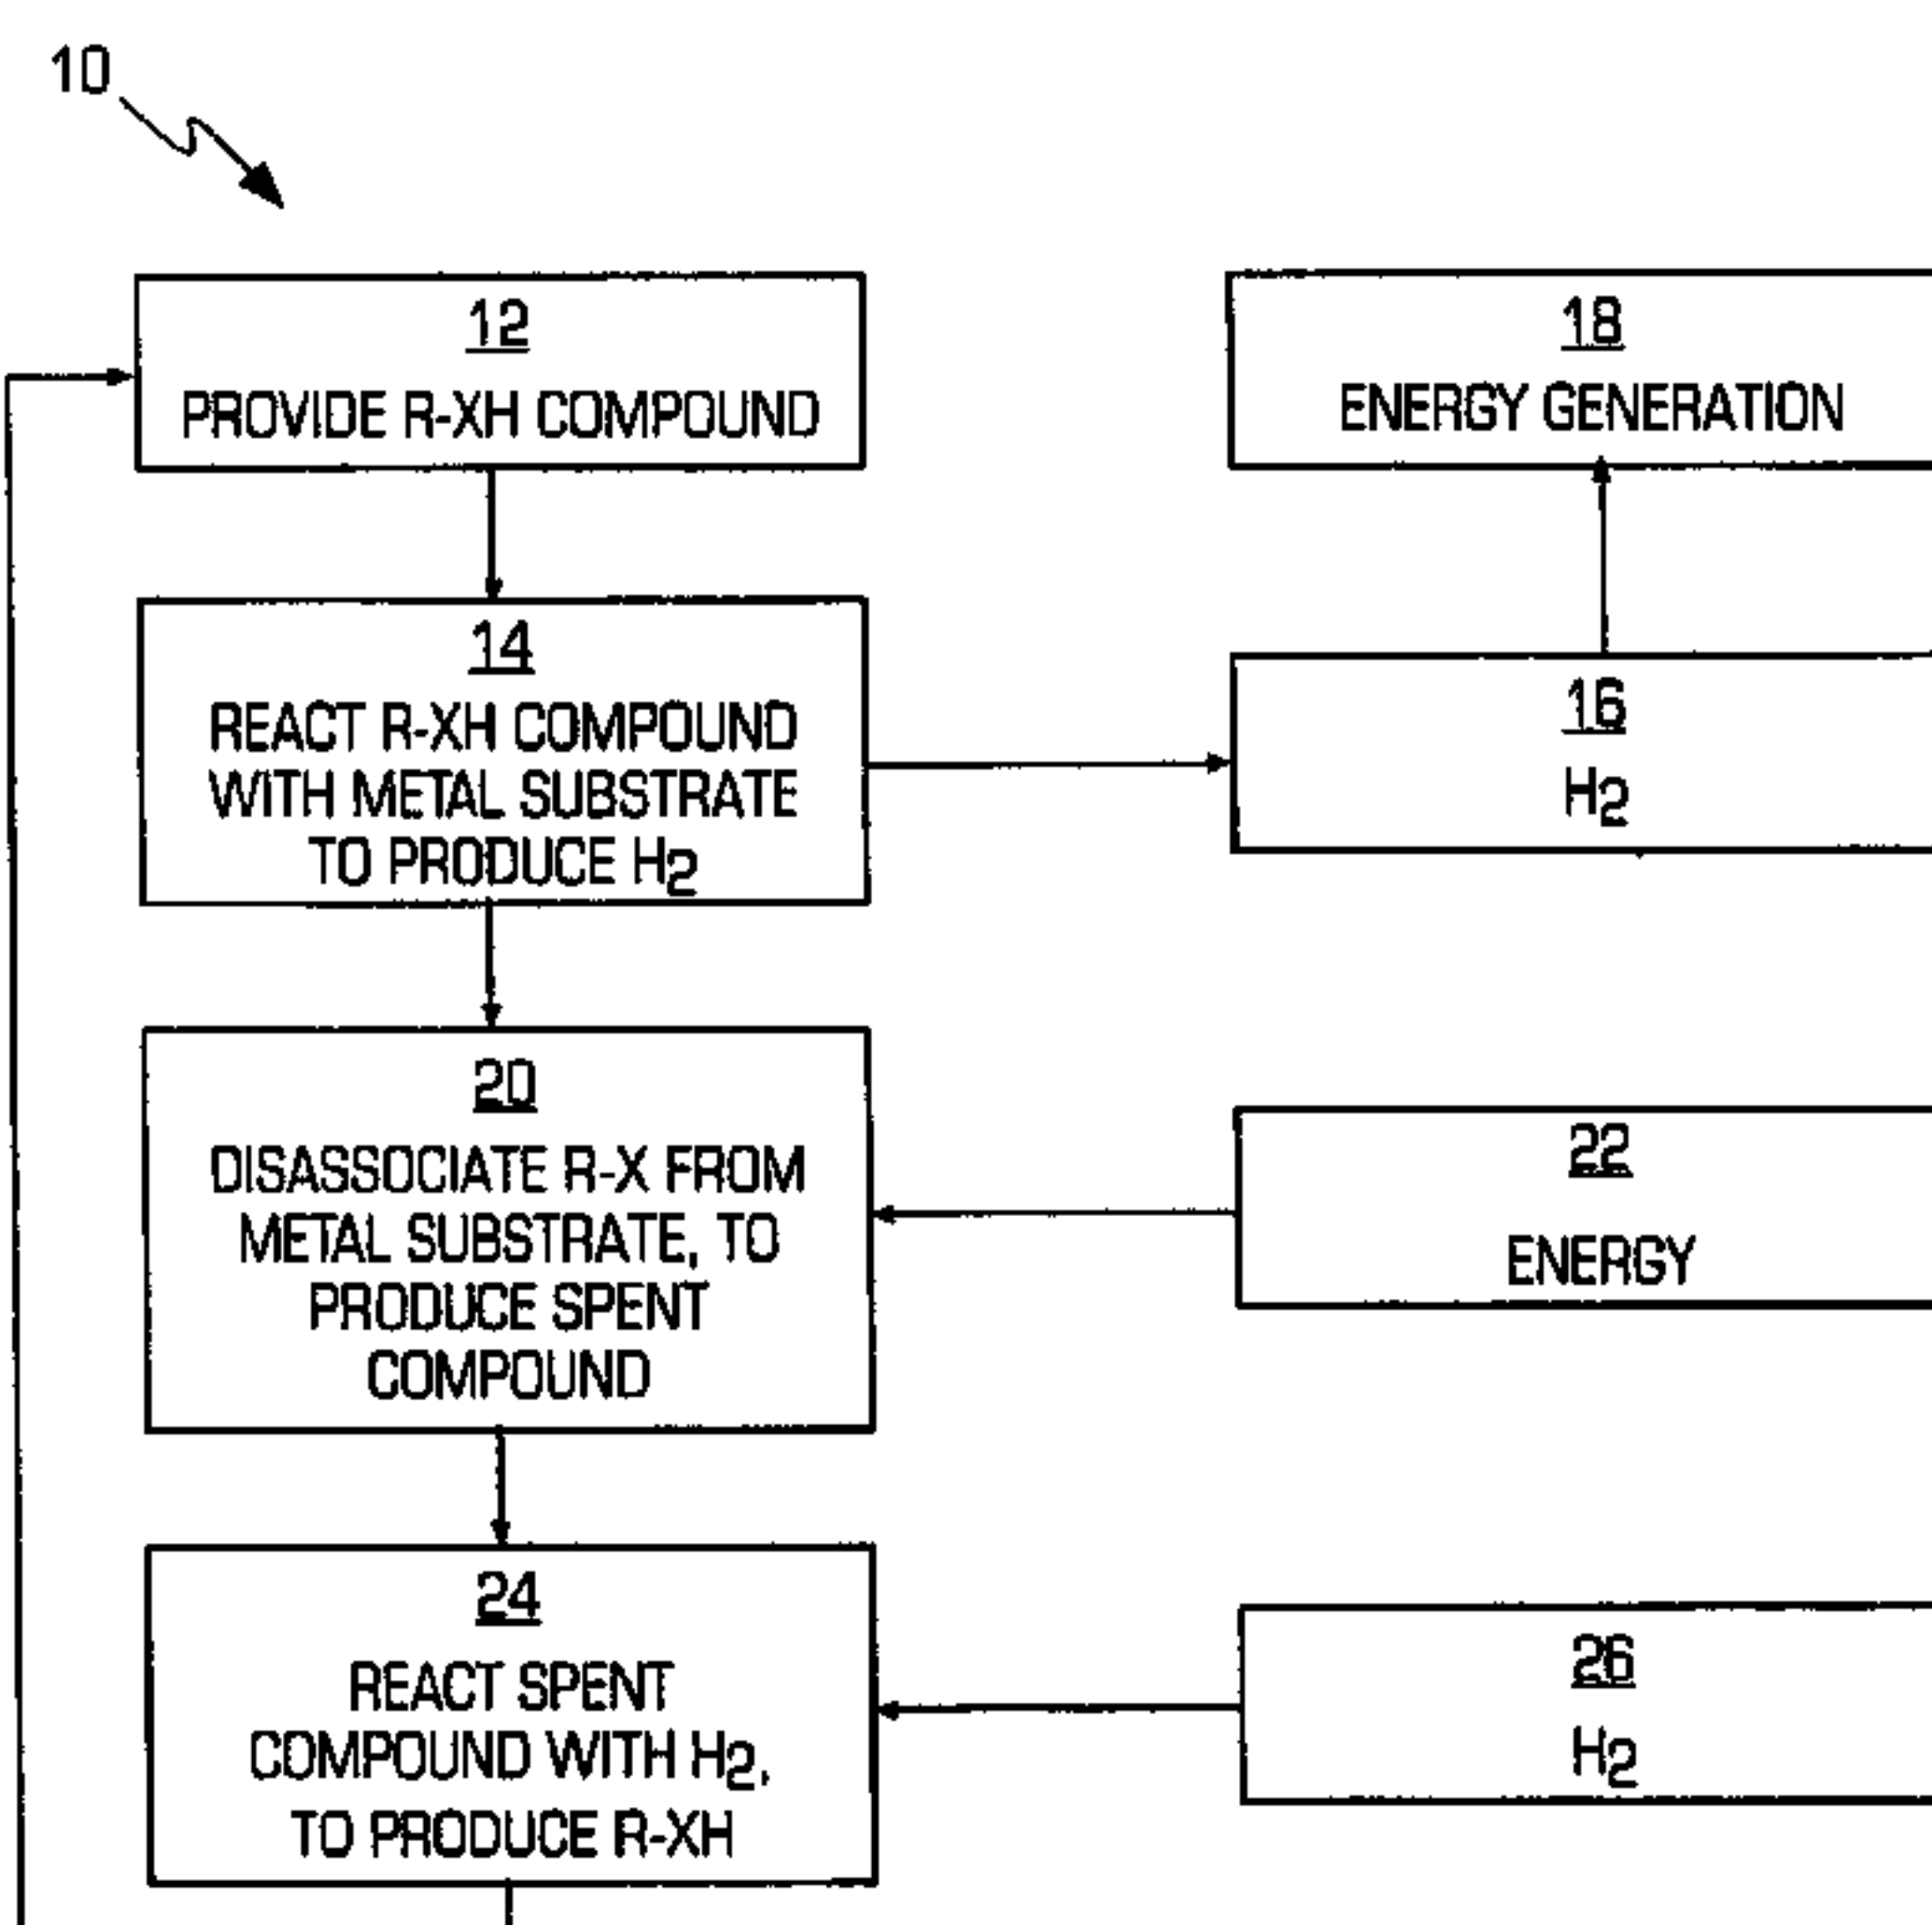 10
12
PROVIDE R-XH COMPOUND
18
ENERGY GENERATION
14
REACT R-XH COMPOUND
WITH METAL SUBSTRATE
TO PRODUCE H2
16
H2
20
DISASSOCIATE R-X FROM
METAL SUBSTRATE, TO
PRODUCE SPENT
COMPOUND
22
ENERGY
24
REACT SPENT
COMPOUND WITH H2,
TO PRODUCE R-XH
26
H2